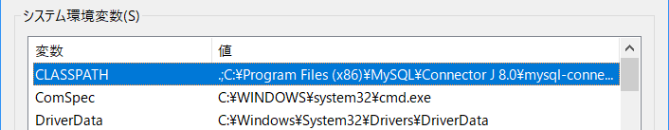 システム環境変数(S)
変数 値
CLASSPATH .;C:¥Program Files (x86)¥MySQL¥Connector J 8.0¥mysql-conne...
ComSpec C:¥WINDOWS¥system32¥cmd.exe
DriverData C:¥Windows¥System32¥Drivers¥DriverData